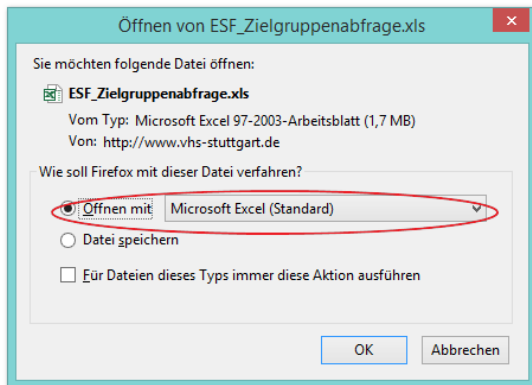 Öffnen von ESF_Zielgruppenabfrage.xls
Sie möchten folgende Datei öffnen:
ESF_Zielgruppenabfrage.xls
Vom Typ: Microsoft Excel 97-2003-Arbeitsblatt (1,7 MB)
Von: http://www.vhs-stuttgart.de
Wie soll Firefox mit dieser Datei verfahren?
Öffnen mit Microsoft Excel (Standard)
Datei speichern
Für Dateien dieses Typs immer diese Aktion ausführen
OK Abbrechen